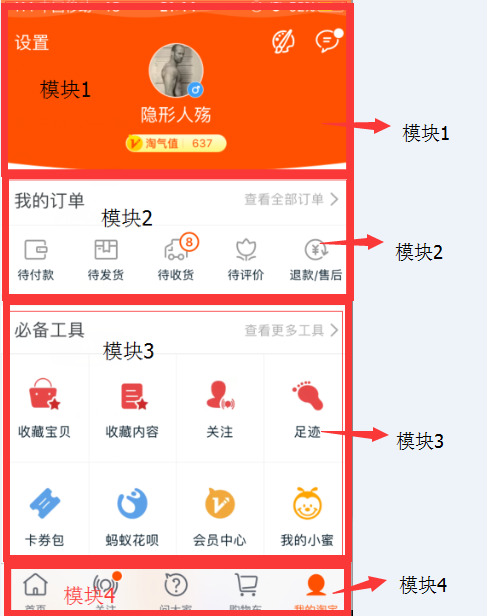 设置
模块1
隐形人殇
淘气值 637
模块1
我的订单
查看全部订单
模块2
8
待付款
待发货
待收货
待评价
退款/售后
模块2
必备工具
查看更多工具
模块3
收藏宝贝
收藏内容
关注
足迹
模块3
卡券包
蚂蚁花呗
会员中心
我的小蜜
模块4
模块4
首页
关注
问大家
购物车
我的淘宝